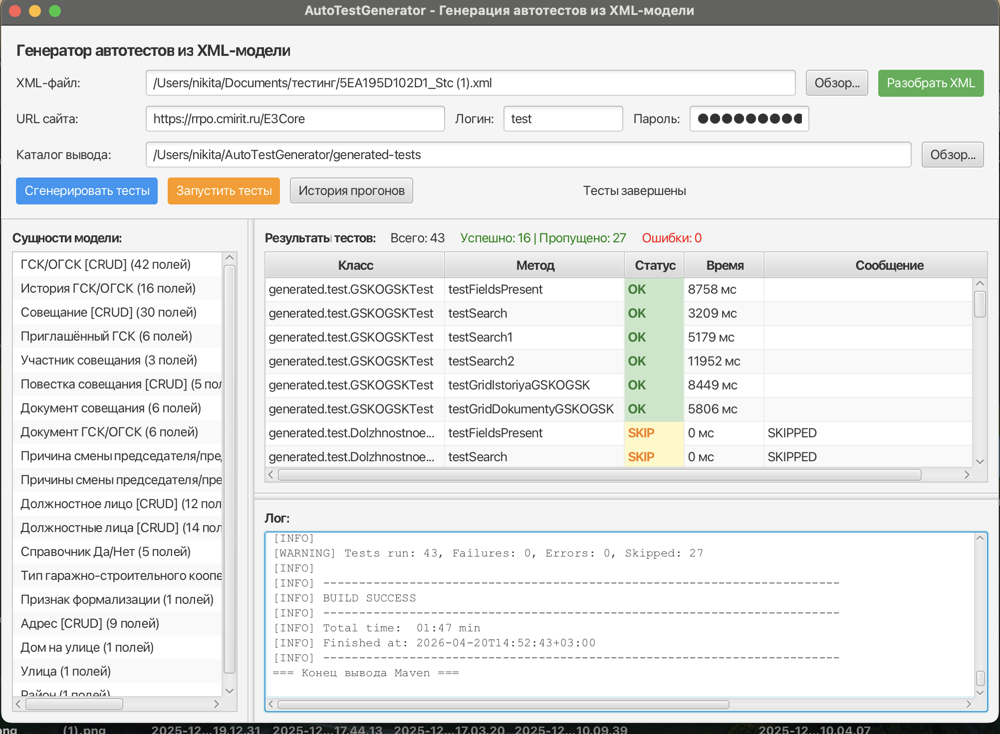 AutoTestGenerator - Генерация автотестов из XML-модели
Генератор автотестов из XML-модели
XML-файл: /Users/nikita/Documents/тестинг/5EA195D102D1_Stc (1).xml Обзор... Разобрать XML
URL сайта: https://rrpo.cmirit.ru/E3Core Логин: test Пароль: ●●●●●●●●●
Каталог вывода: /Users/nikita/AutoTestGenerator/generated-tests Обзор...
Сгенерировать тесты Запустить тесты История прогонов Тесты завершены
Сущности модели:
ГСК/ОГСК [CRUD] (42 полей)
История ГСК/ОГСК (16 полей)
Совещание [CRUD] (30 полей)
Приглашённый ГСК (6 полей)
Участник совещания (3 полей)
Повестка совещания [CRUD] (5 пол
Документ совещания (6 полей)
Документ ГСК/ОГСК (6 полей)
Причина смены председателя/пре
Причины смены председателя/пре
Должностное лицо [CRUD] (12 пол
Должностные лица [CRUD] (14 пол
Справочник Да/Нет (5 полей)
Тип гаражно-строительного коопе
Признак формализации (1 полей)
Адрес [CRUD] (9 полей)
Дом на улице (1 полей)
Улица (1 полей)
Район (1 полей)
Результаты тестов: Всего: 43 Успешно: 16 | Пропущено: 27 Ошибки: 0
Класс Метод Статус Время Сообщение
generated.test.GSKOGSKTest testFieldsPresent OK 8758 мс
generated.test.GSKOGSKTest testSearch OK 3209 мс
generated.test.GSKOGSKTest testSearch1 OK 5179 мс
generated.test.GSKOGSKTest testSearch2 OK 11952 мс
generated.test.GSKOGSKTest testGridIstoriyaGSKOGSK OK 8449 мс
generated.test.GSKOGSKTest testGridDokumentyGSKOGSK OK 5806 мс
generated.test.Dolzhnostnoe... testFieldsPresent SKIP 0 мс SKIPPED
generated.test.Dolzhnostnoe... testSearch SKIP 0 мс SKIPPED
Лог:
[INFO]
[WARNING] Tests run: 43, Failures: 0, Errors: 0, Skipped: 27
[INFO]
[INFO] ------------------------------------------------------------------------
[INFO] BUILD SUCCESS
[INFO] ------------------------------------------------------------------------
[INFO] Total time:  01:47 min
[INFO] Finished at: 2026-04-20T14:52:43+03:00
[INFO] ------------------------------------------------------------------------
=== Конец вывода Maven ===
png (1).png 2025-12...19.12.31 2025-12...17.44.13 2025-12...17.03.20 2025-12...10.09.39 2025-12...10.04.07